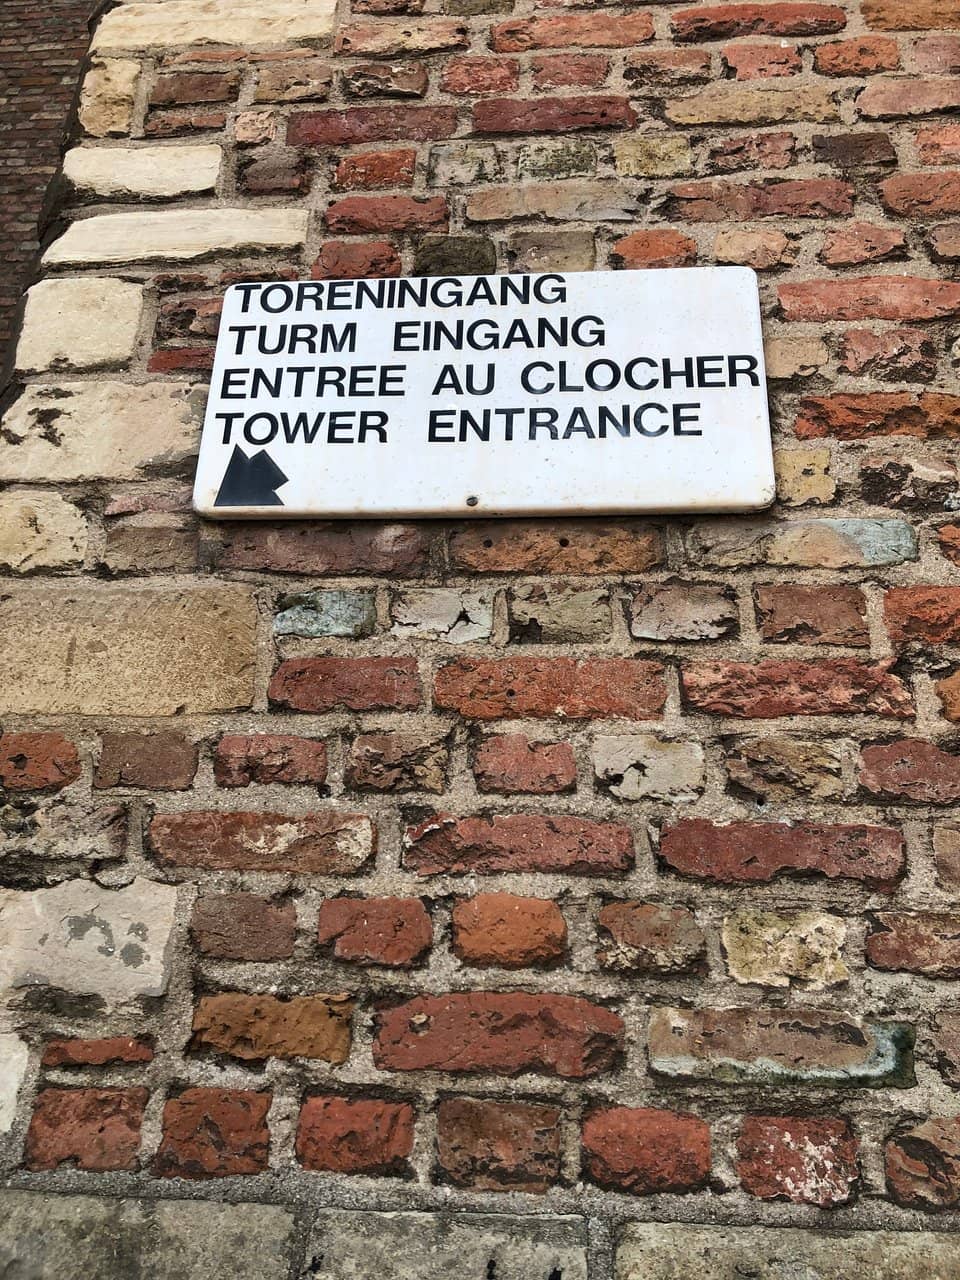 TORENINGANG
TURM EINGANG
ENTREE AU CLOCHER
TOWER ENTRANCE